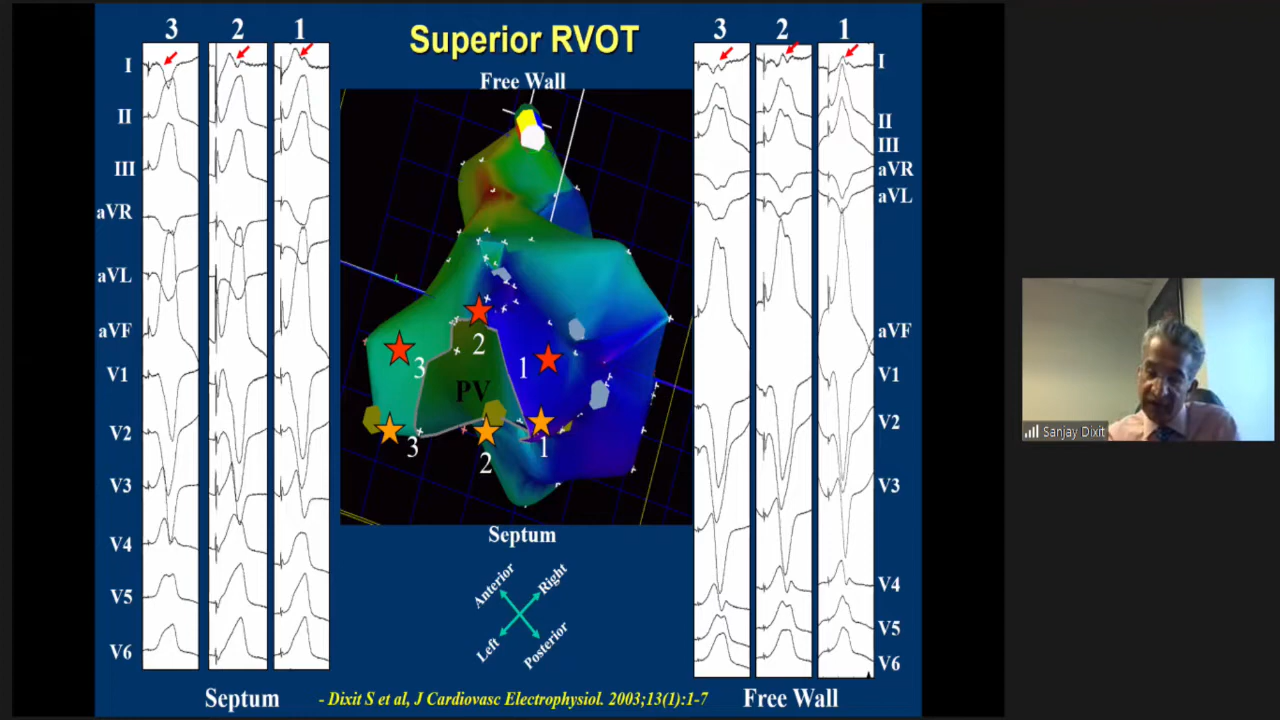 Superior RVOT
3 2 1
I
II
III
aVR
aVL
aVF
V1
V2
V3
V4
V5
V6
Septum
Free Wall
2
3
1
PV
3
2
1
Septum
Anterior
Right
Left
Posterior
- Dixit S et al, J Cardiovasc Electrophysiol. 2003;13(1):1-7
3 2 1
I
II
III
aVR
aVL
aVF
V1
V2
V3
V4
V5
V6
Free Wall
Sanjay Dixit